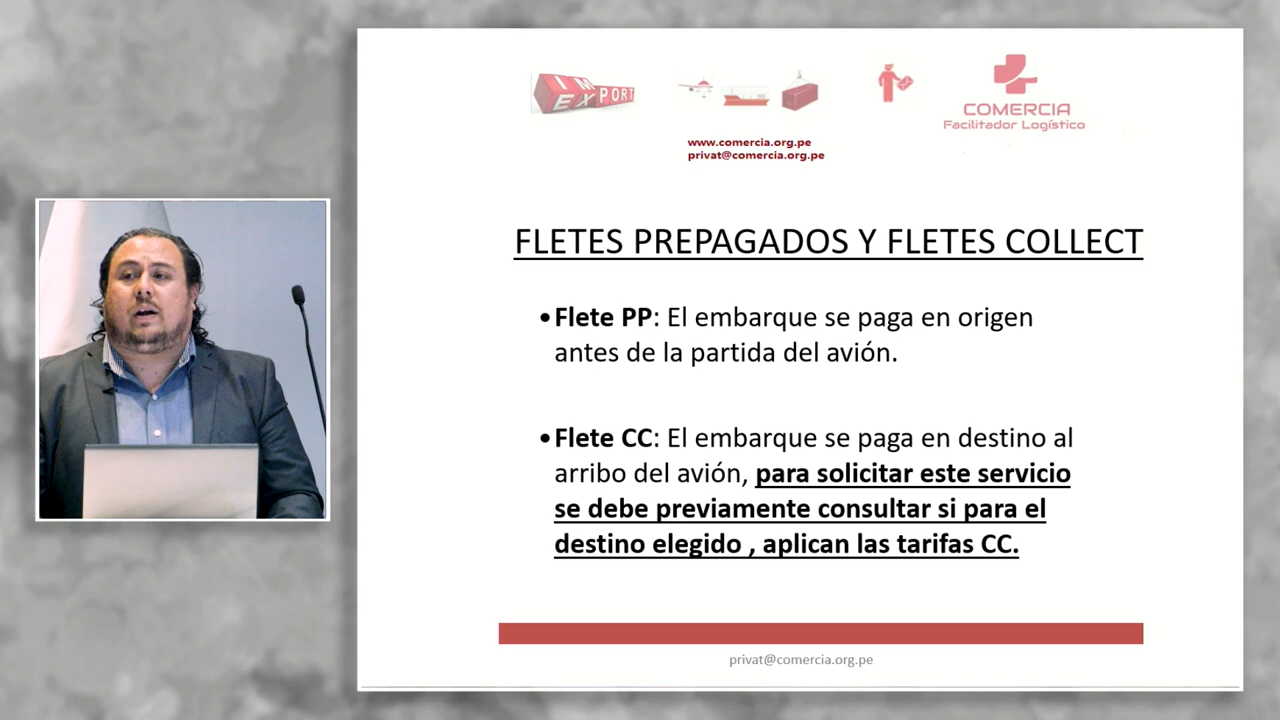 IM
EXPORT
COMERCIA
Facilitador Logístico
www.comercia.org.pe
privat@comercia.org.pe
FLETES PREPAGADOS Y FLETES COLLECT
•Flete PP: El embarque se paga en origen
antes de la partida del avión.
•Flete CC: El embarque se paga en destino al
arribo del avión, para solicitar este servicio
se debe previamente consultar si para el
destino elegido , aplican las tarifas CC.
privat@comercia.org.pe